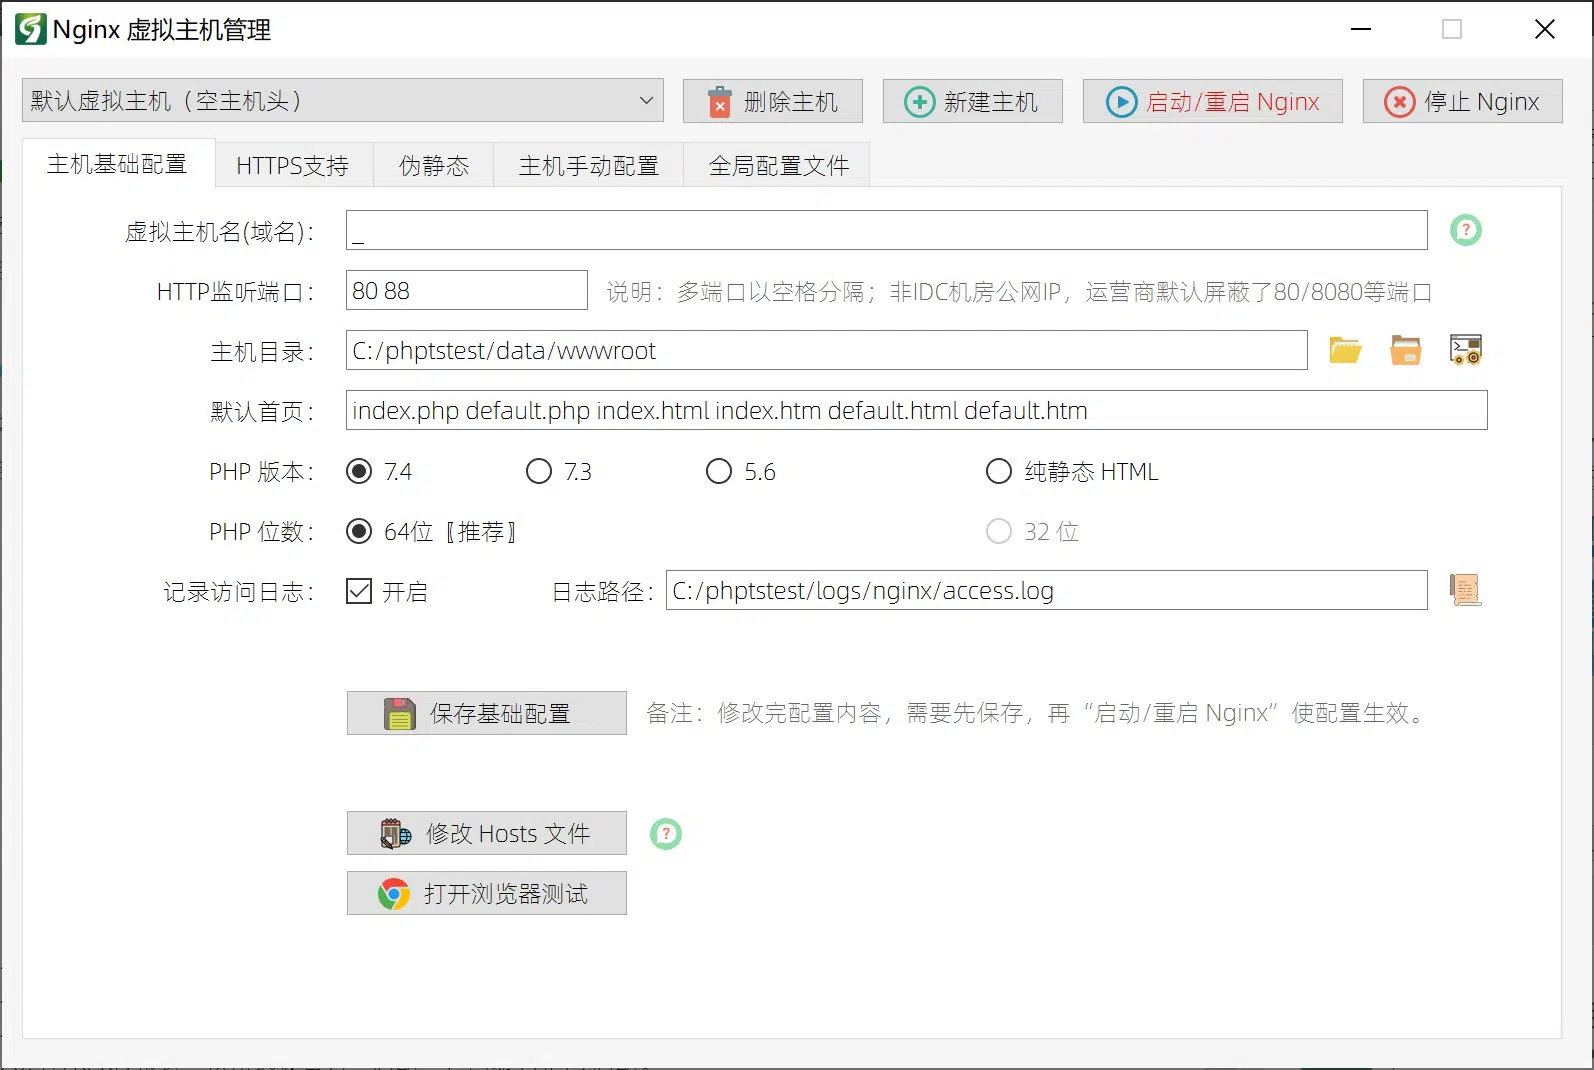 Nginx 虚拟主机管理
默认虚拟主机（空主机头） 删除主机 新建主机 启动/重启 Nginx 停止 Nginx
主机基础配置 HTTPS支持 伪静态 主机手动配置 全局配置文件
虚拟主机名(域名)： _
HTTP监听端口： 80 88 说明：多端口以空格分隔；非IDC机房公网IP，运营商默认屏蔽了80/8080等端口
主机目录： C:/phptstest/data/wwwroot
默认首页： index.php default.php index.html index.htm default.html default.htm
PHP 版本： 7.4 7.3 5.6 纯静态 HTML
PHP 位数： 64位〖推荐〗 32 位
记录访问日志： 开启 日志路径： C:/phptstest/logs/nginx/access.log
保存基础配置 备注：修改完配置内容，需要先保存，再“启动/重启 Nginx”使配置生效。
修改 Hosts 文件
打开浏览器测试